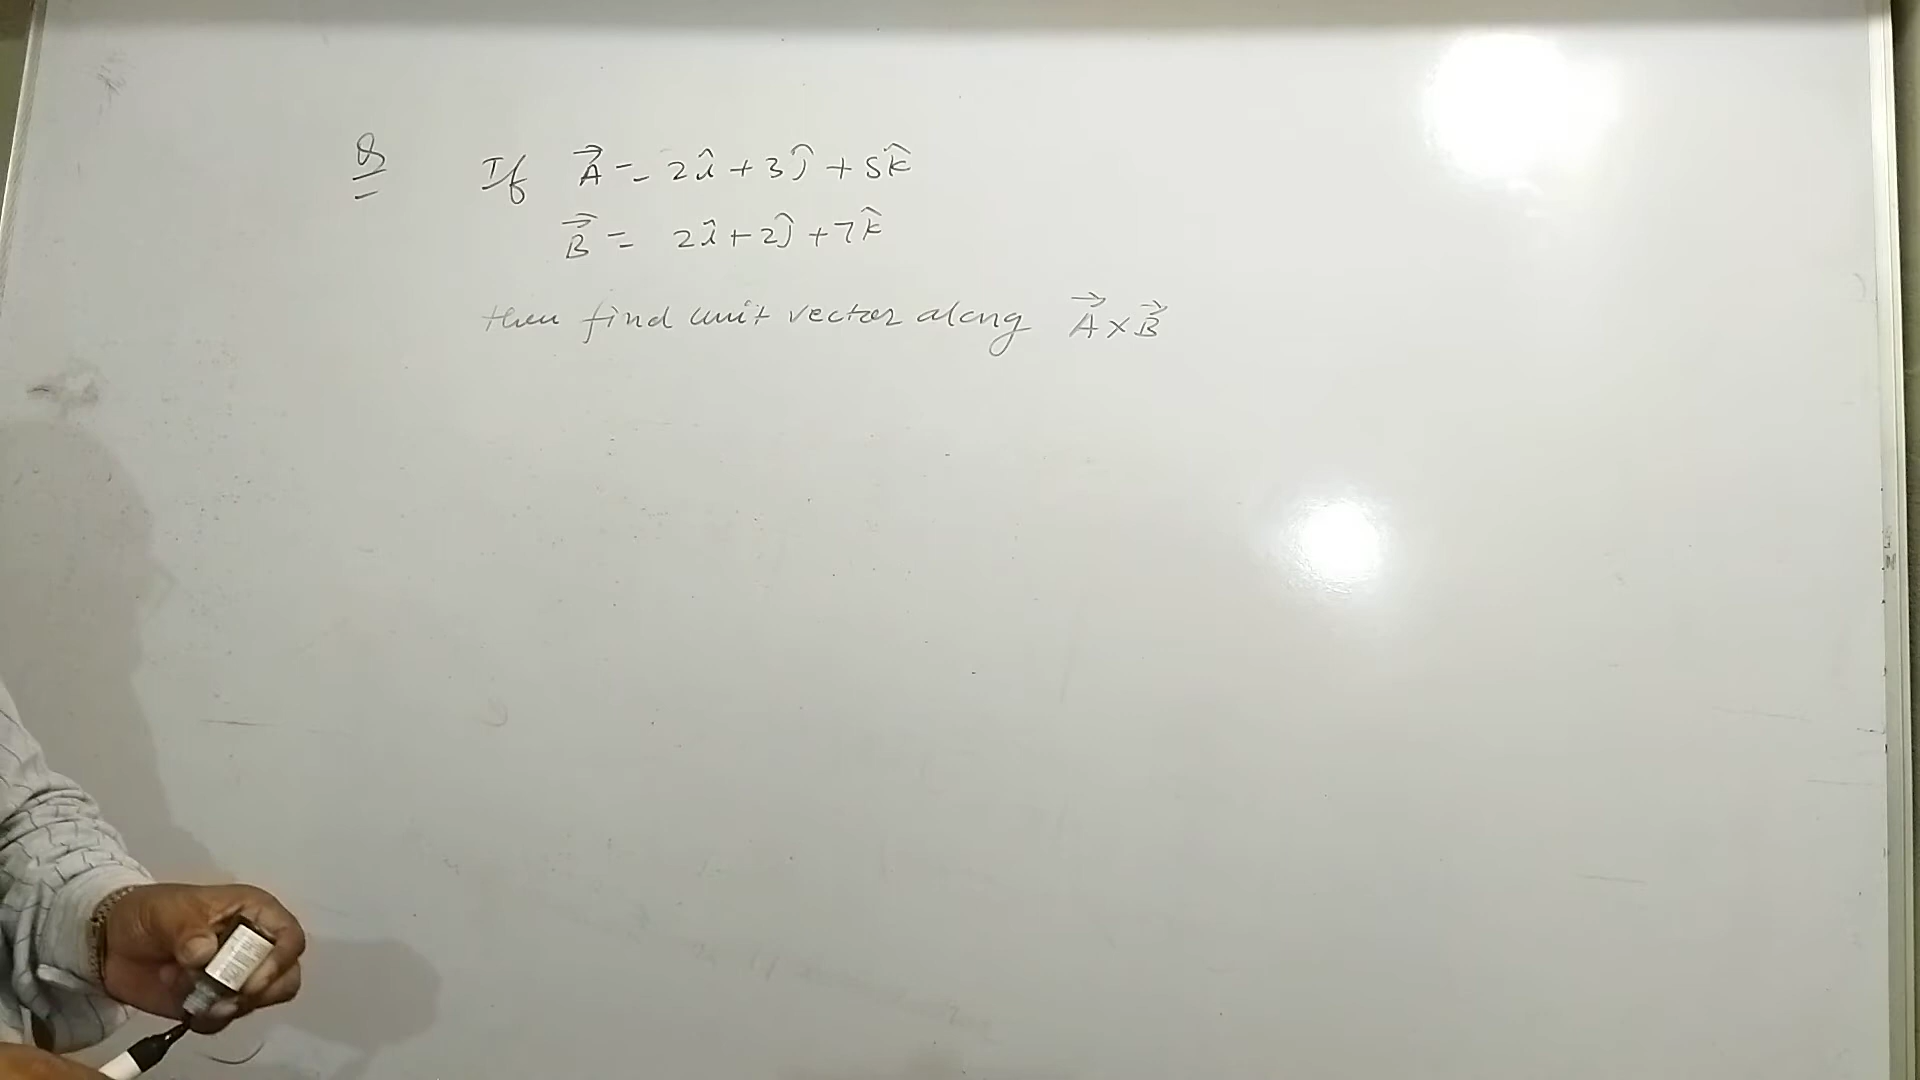 Q If A⃗ = 2î + 3ĵ + 5k̂
B⃗ = 2î + 2ĵ + 7k̂
then find unit vector along A⃗ × B⃗